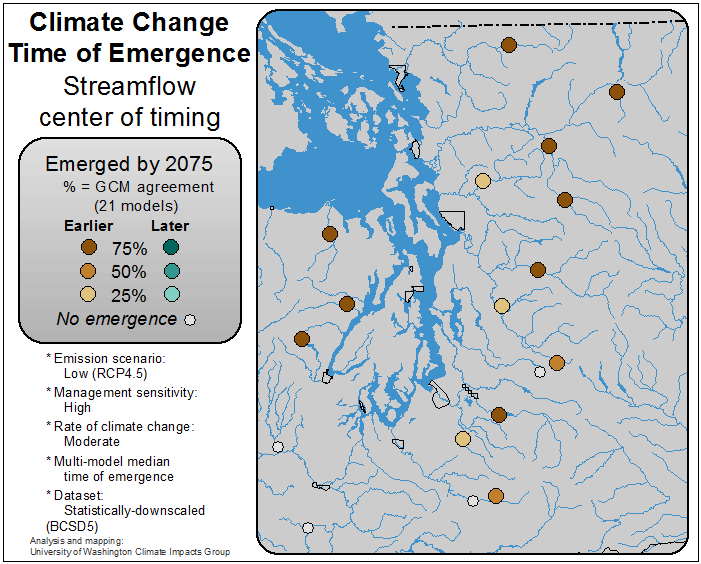 Climate Change
Time of Emergence
Streamflow
center of timing
Emerged by 2075
% = GCM agreement
(21 models)
Earlier Later
75%
50%
25%
No emergence
* Emission scenario:
Low (RCP4.5)
* Management sensitivity:
High
* Rate of climate change:
Moderate
* Multi-model median
time of emergence
* Dataset:
Statistically-downscaled
(BCSD5)
Analysis and mapping:
University of Washington Climate Impacts Group